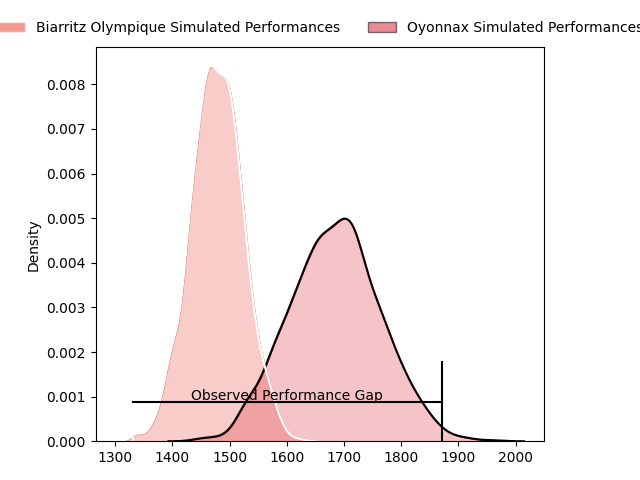 Biarritz Olympique Simulated Performances Oyonnax Simulated Performances
0.008
0.007
0.006
0.005
0.004
0.003
0.002
0.001
0.000
Density
Observed Performance Gap
1300 1400 1500 1600 1700 1800 1900 2000